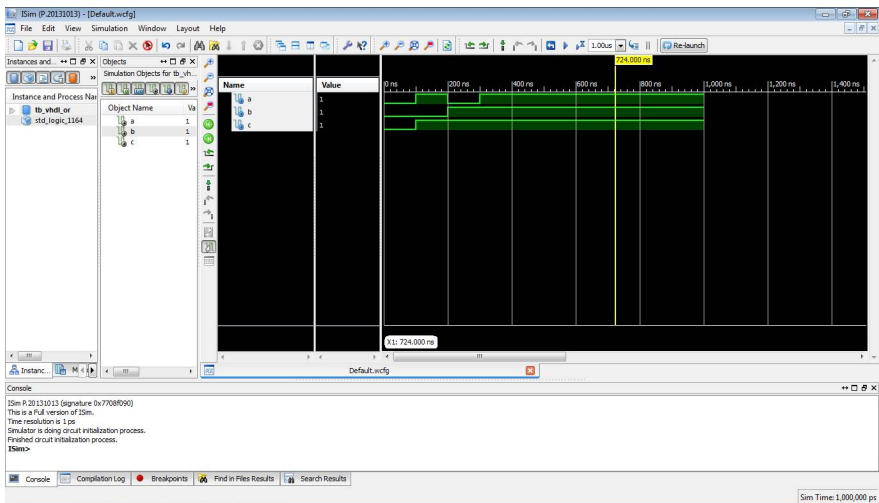 ISim (P.20131013) - [Default.wcfg]
File Edit View Simulation Window Layout Help
1.00us Re-launch
Instances and...
Objects
Simulation Objects for tb_vh...
Instance and Process Nar
tb_vhdl_or
std_logic_1164
Object Name Va
a 1
b 1
c 1
Name Value
a 1
b 1
c 1
724.000 ns
0 ns 200 ns 400 ns 600 ns 800 ns 1,000 ns 1,200 ns 1,400 ns
X1: 724.000 ns
Instanc... M
Default.wcfg
Console
ISim P.20131013 (signature 0x7708f090)
This is a Full version of ISim.
Time resolution is 1 ps
Simulator is doing circuit initialization process.
Finished circuit initialization process.
ISim>
Console Compilation Log Breakpoints Find in Files Results Search Results
Sim Time: 1,000,000 ps